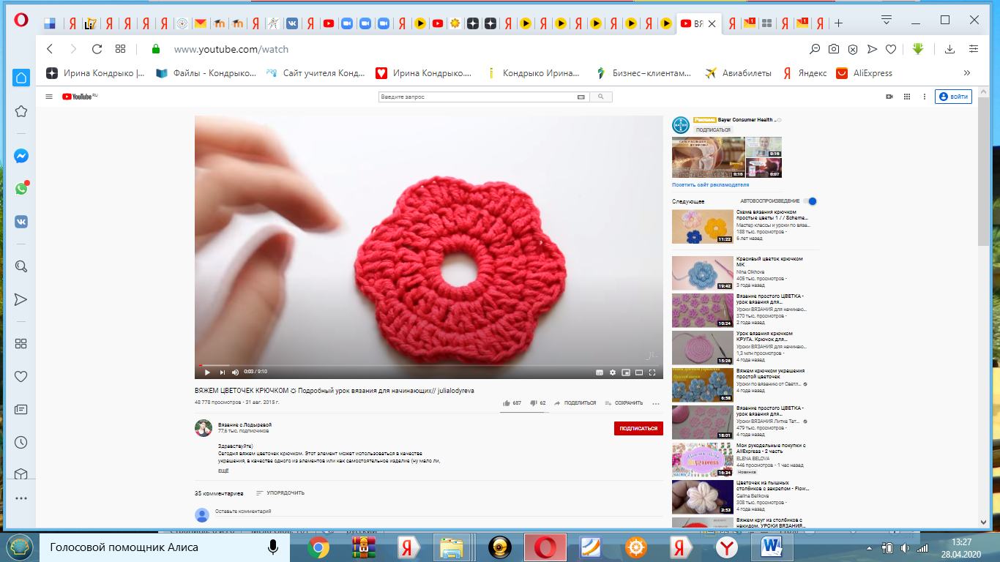 ВЯ
www.youtube.com/watch
Ирина Кондрыко |...
Файлы - Кондрыко...
Сайт учителя Конд...
Ирина Кондрыко....
Кондрыко Ирина...
Бизнес-клиентам...
Авиабилеты
Яндекс
AliExpress
YouTube RU
Введите запрос
ВОЙТИ
0:03 / 9:10
ВЯЖЕМ ЦВЕТОЧЕК КРЮЧКОМ Подробный урок вязания для начинающих// julialodyreva
48 778 просмотров • 31 авг. 2015 г.
687
62
ПОДЕЛИТЬСЯ
СОХРАНИТЬ
Вязание с Лодыревой
77,6 тыс. подписчиков
ПОДПИСАТЬСЯ
Здравствуйте)
Сегодня вяжем цветочек крючком. Этот элемент может использоваться в качестве
украшения, в качестве одного из элементов или как самостоятельное изделие (ну мало ли,
ЕЩЁ
35 комментариев
УПОРЯДОЧИТЬ
Оставьте комментарий
Реклама Bayer Consumer Health ...
ПОДПИСАТЬСЯ
0:16
0:15
0:07
Посетить сайт рекламодателя
Следующее
АВТОВОСПРОИЗВЕДЕНИЕ
Схема вязания крючком
простые цветы 1 / / Scheme...
Мастер классы и уроки по вяза...
188 тыс. просмотров •
6 лет назад
11:22
Красивый цветок крючком
МК
Nina Olkhova
405 тыс. просмотров •
3 года назад
19:42
Вязание простого ЦВЕТКА -
урок вязания для...
Уроки ВЯЗАНИЯ для начинаю...
370 тыс. просмотров •
2 года назад
10:24
Урок вязания крючком
КРУГА. Крючок для...
Уроки ВЯЗАНИЯ для начинаю...
1,3 млн просмотров •
4 года назад
15:26
Вяжем крючком украшения
простой цветочек
Уроки по вязанию от Светл...
4 года назад
6:58
Вязание простого ЦВЕТКА -
урок вязания для...
Уроки ВЯЗАНИЯ Литке Тат...
479 тыс. просмотров •
4 года назад
18:01
Мои рукодельные покупки с
AliExpress - 2 часть
ELENA BELOVA
446 просмотров • 1 час назад
Новинка
16:24
Цветочек из пышных
столбиков с закрепом - Flow...
Galina Belikova
308 тыс. просмотров •
4 года назад
3:53
Вяжем круг из столбиков с
накидом. УРОКИ ВЯЗАНИЯ...
Голосовой помощник Алиса
13:27
28.04.2020